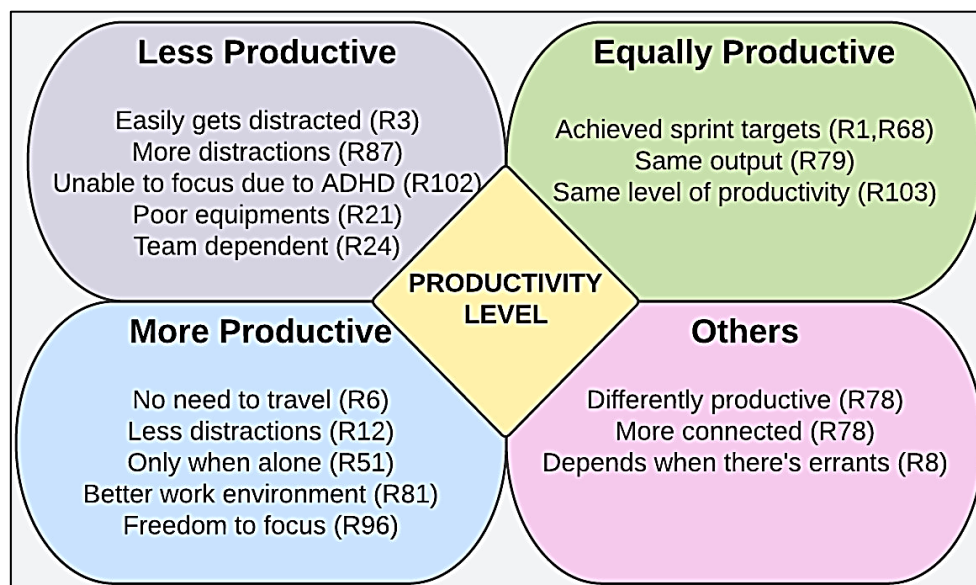 Less Productive
Easily gets distracted (R3)
More distractions (R87)
Unable to focus due to ADHD (R102)
Poor equipments (R21)
Team dependent (R24)
Equally Productive
Achieved sprint targets (R1,R68)
Same output (R79)
Same level of productivity (R103)
PRODUCTIVITY
LEVEL
More Productive
No need to travel (R6)
Less distractions (R12)
Only when alone (R51)
Better work environment (R81)
Freedom to focus (R96)
Others
Differently productive (R78)
More connected (R78)
Depends when there's errants (R8)